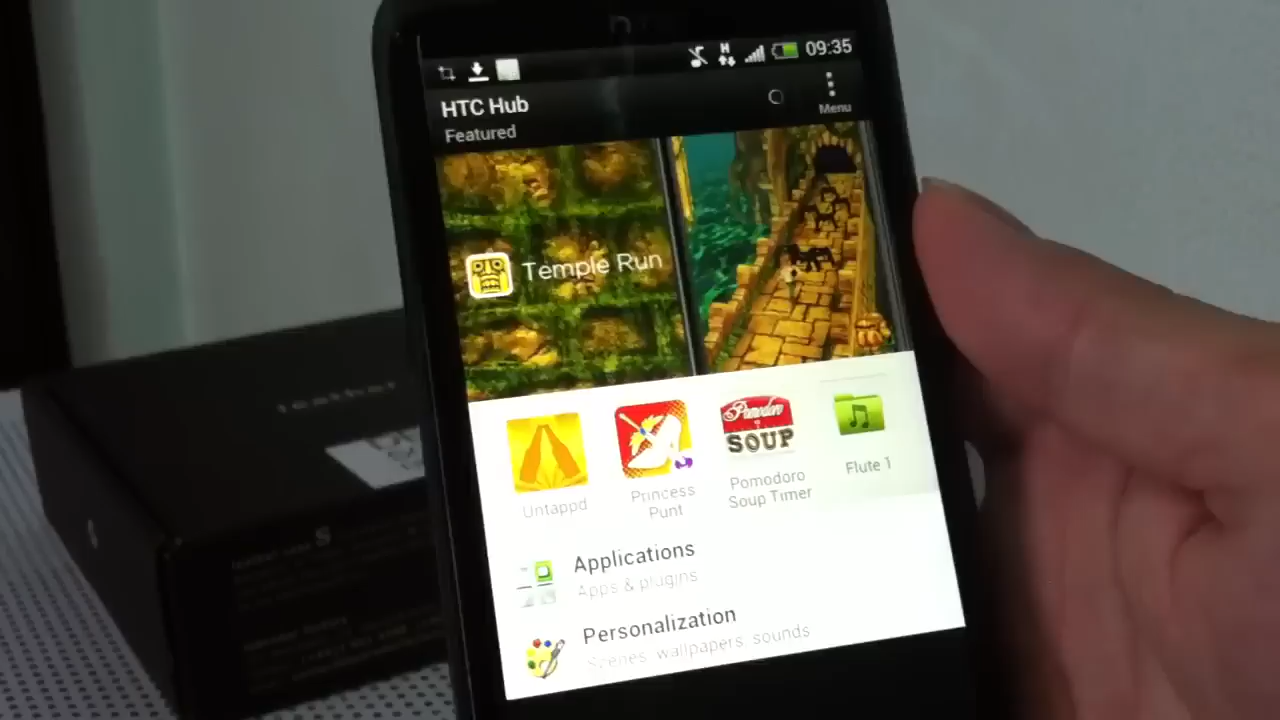 H
09:35
HTC Hub
Menu
Featured
Temple Run
Pomodoro
SOUP
Untappd
Princess
Punt
Pomodoro
Soup Timer
Flute 1
Applications
Apps & plugins
Personalization
Scenes, wallpapers, sounds
S